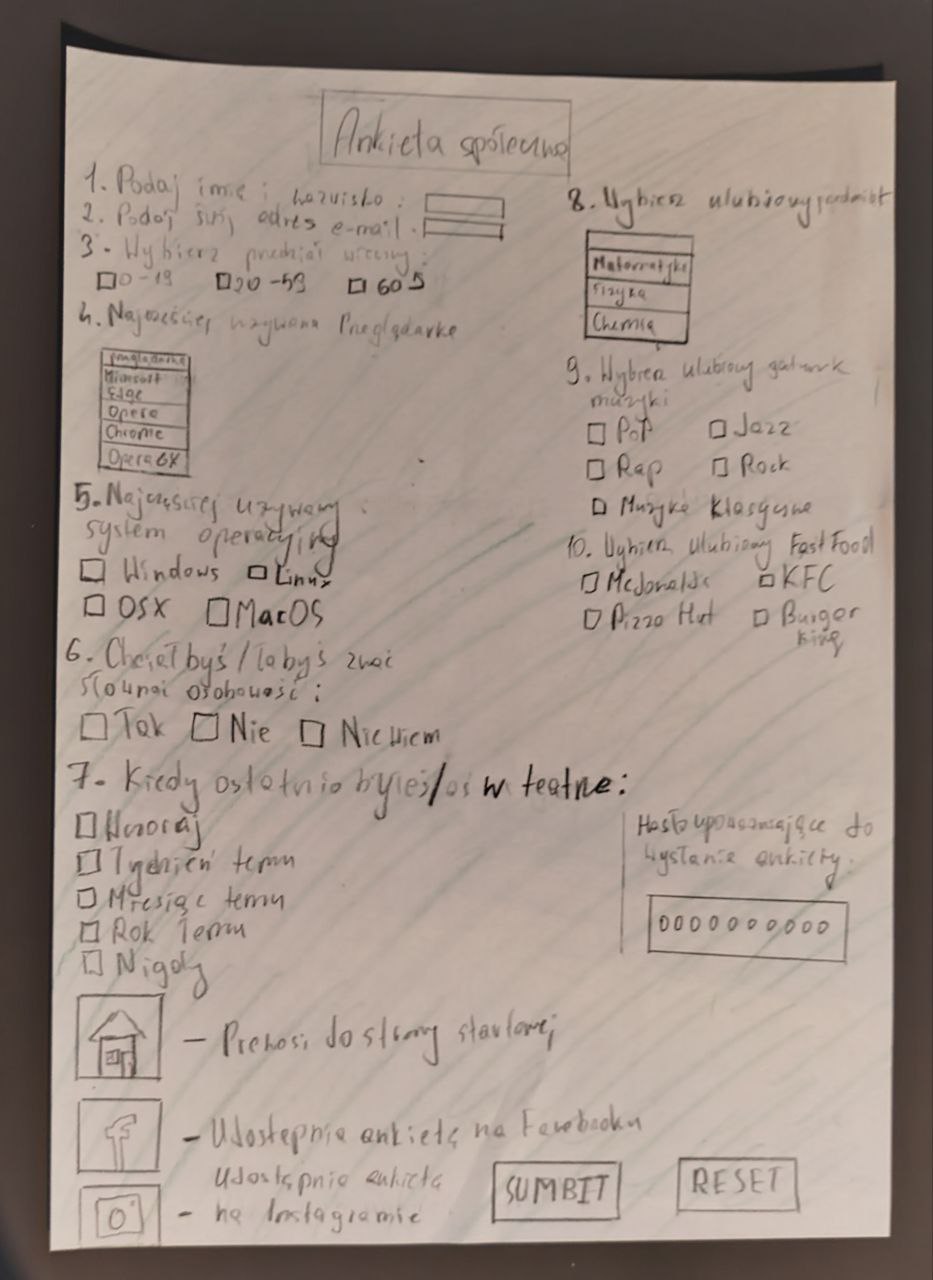 Ankieta społeczna
1. Podaj imię i nazwisko :
2. Podaj swój adres e-mail.
3. Wybierz przedział wiekowy:
0-19 20-59 60 5
4. Najczęściej używana Przeglądarka
przeglądarka
Microsoft
Edge
Opera
Chrome
Opera GX
5. Najczęściej używany :
system operacyjny
Windows Linux
OSX MacOS
6. Chciałbyś/łabyś znać
sławną osobowość :
Tak Nie Nie wiem
7. Kiedy ostatnio byłeś/aś w teatrze:
Wczoraj
Tydzień temu
Miesiąc temu
Rok Temu
Nigdy
8. Wybierz ulubiony przedmiot
Matematyka
Fizyka
Chemia
9. Wybierz ulubiony gatunek
muzyki
Pop Jazz
Rap Rock
Muzyka klasyczna
10. Wybierz ulubiony FastFood
McDonalds KFC
Pizza Hut Burger
king
Hasło upoważniające do
wysłania ankiety.
0000000000
- Przenosi do strony startowej
f
- Udostępnia ankietę na Facebooku
Udostępnia ankietę
- na Instagramie
SUMBIT RESET